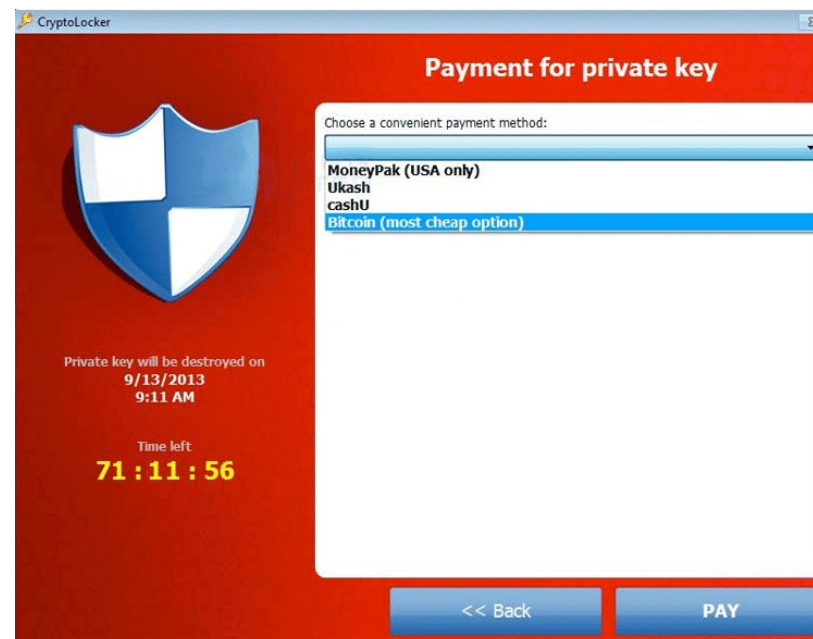 CryptoLocker
Payment for private key
Choose a convenient payment method:
MoneyPak (USA only)
Ukash
cashU
Bitcoin (most cheap option)
Private key will be destroyed on
9/13/2013
9:11 AM
Time left
71 : 11 : 56
<< Back
PAY